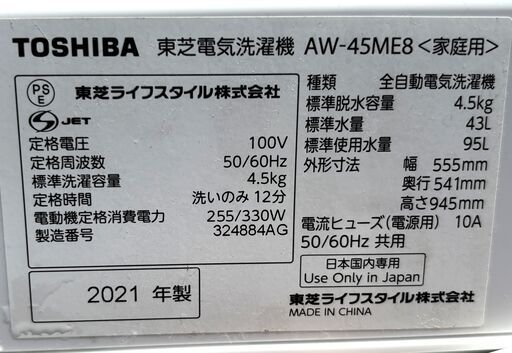 TOSHIBA 東芝電気洗濯機 AW-45ME8<家庭用>
PS
E
東芝ライフスタイル株式会社
S JET
定格電圧 100V
定格周波数 50/60Hz
標準洗濯容量 4.5kg
定格時間 洗いのみ 12分
電動機定格消費電力 255/330W
製造番号 324884AG
2021 年製
種類 全自動電気洗濯機
標準脱水容量 4.5kg
標準水量 43L
標準使用水量 95L
外形寸法 幅 555mm
奥行 541mm
高さ 945mm
電流ヒューズ(電源用) 10A
50/60Hz 共用
日本国内専用
Use Only in Japan
東芝ライフスタイル株式会社
MADE IN CHINA